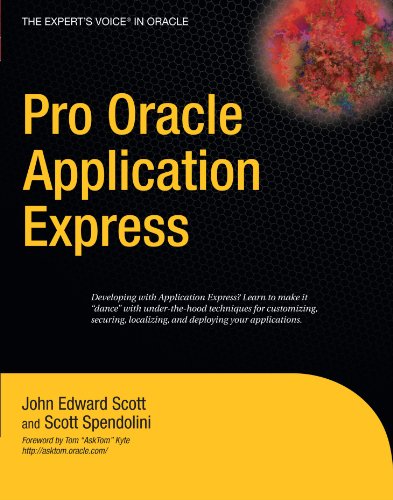 THE EXPERT'S VOICE® IN ORACLE
Pro Oracle
Application
Express
Developing with Application Express? Learn to make it
“dance” with under-the-hood techniques for customizing,
securing, localizing, and deploying your applications.
John Edward Scott
and Scott Spendolini
Foreword by Tom “AskTom” Kyte
http://asktom.oracle.com/